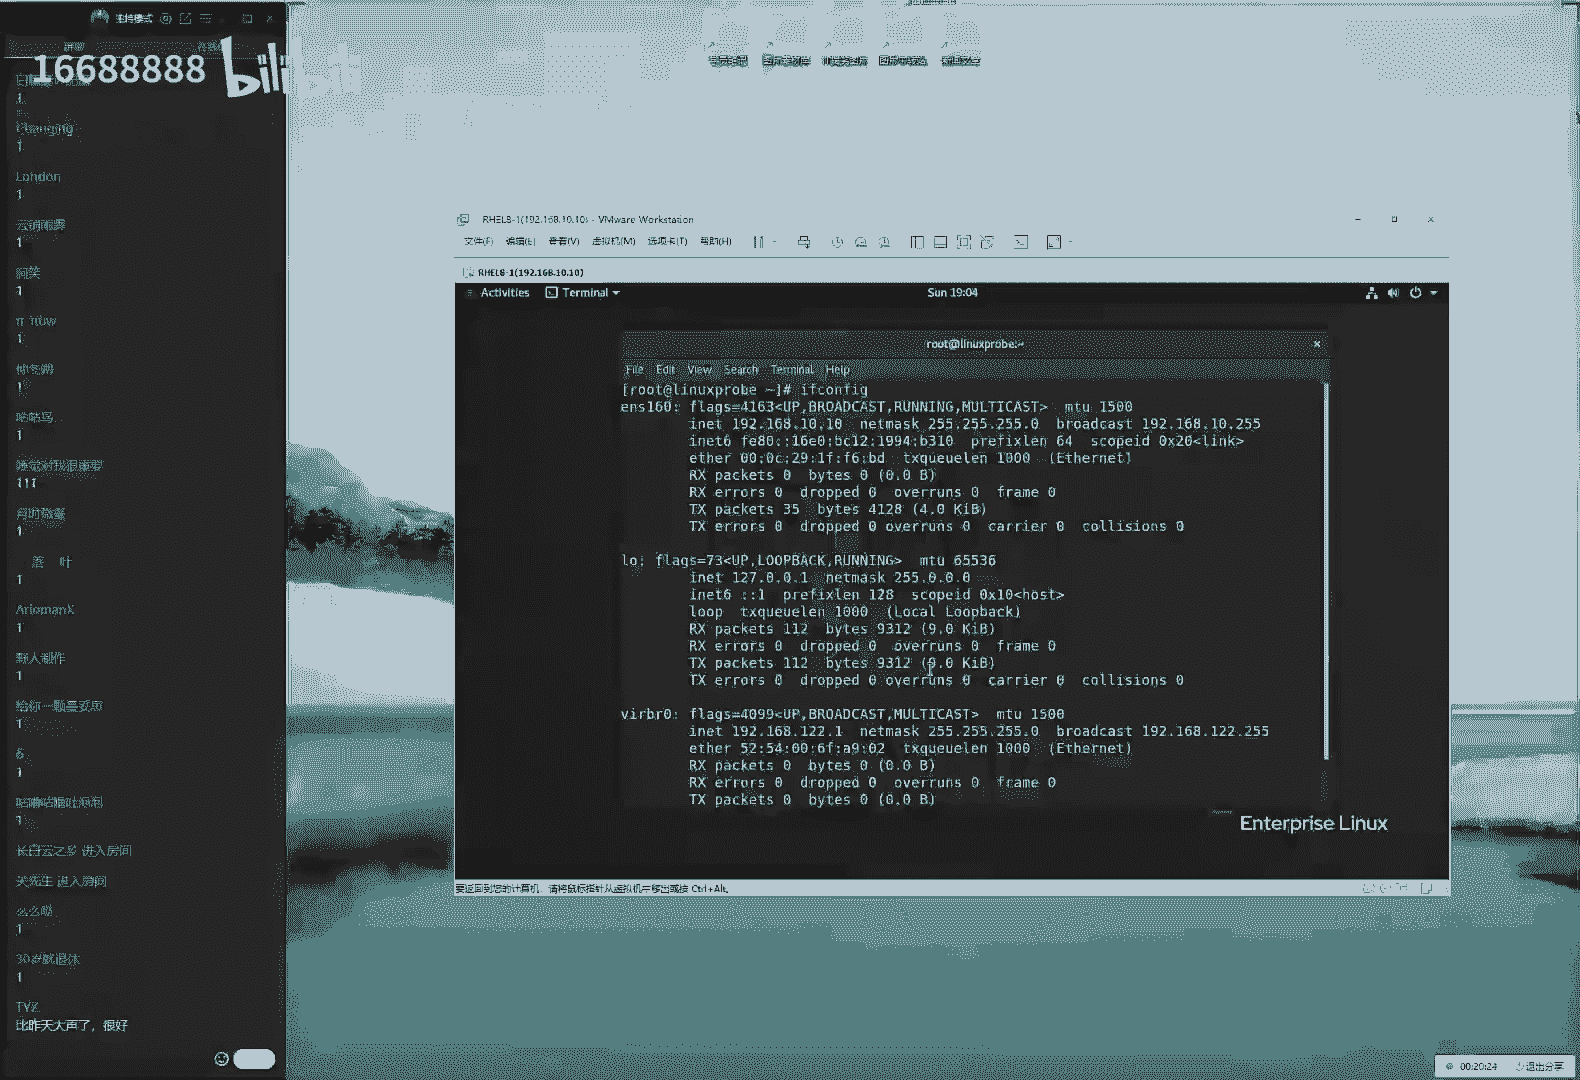 16688888 bili
1
1
London
1
1
1
1
1
1
III
1
落 叶
1
ArtomanX
1
野人制作
1
给你一颗
1
6
1
1
长白云之乡 进入房间
犬先生 进入房间
么么哒
1
30岁就退休
1
TYZ
比昨天大声了，很好
RHEL8-1(192.168.10.10) - VMware Workstation
文件(F) 编辑(E) 查看(V) 虚拟机(M) 选项卡(T) 帮助(H)
RHEL8-1(192.168.10.10)
Activities Terminal Sun 19:04
root@linuxprobe:~
File Edit View Search Terminal Help
[root@linuxprobe ~]# ifconfig
ens160: flags=4163<UP,BROADCAST,RUNNING,MULTICAST> mtu 1500
inet 192.168.10.10 netmask 255.255.255.0 broadcast 192.168.10.255
inet6 fe80::16e0:bc12:1994:b310 prefixlen 64 scopeid 0x20<link>
ether 00:0c:29:1f:f6:bd txqueuelen 1000 (Ethernet)
RX packets 0 bytes 0 (0.0 B)
RX errors 0 dropped 0 overruns 0 frame 0
TX packets 35 bytes 4128 (4.0 KiB)
TX errors 0 dropped 0 overruns 0 carrier 0 collisions 0
lo: flags=73<UP,LOOPBACK,RUNNING> mtu 65536
inet 127.0.0.1 netmask 255.0.0.0
inet6 ::1 prefixlen 128 scopeid 0x10<host>
loop txqueuelen 1000 (Local Loopback)
RX packets 112 bytes 9312 (9.0 KiB)
RX errors 0 dropped 0 overruns 0 frame 0
TX packets 112 bytes 9312 (9.0 KiB)
TX errors 0 dropped 0 overruns 0 carrier 0 collisions 0
virbr0: flags=4099<UP,BROADCAST,MULTICAST> mtu 1500
inet 192.168.122.1 netmask 255.255.255.0 broadcast 192.168.122.255
ether 52:54:00:6f:a9:02 txqueuelen 1000 (Ethernet)
RX packets 0 bytes 0 (0.0 B)
RX errors 0 dropped 0 overruns 0 frame 0
TX packets 0 bytes 0 (0.0 B)
Enterprise Linux
要返回到您的计算机，请将鼠标指针从虚拟机中移出或按 Ctrl+Alt。
00:20:24 退出分享